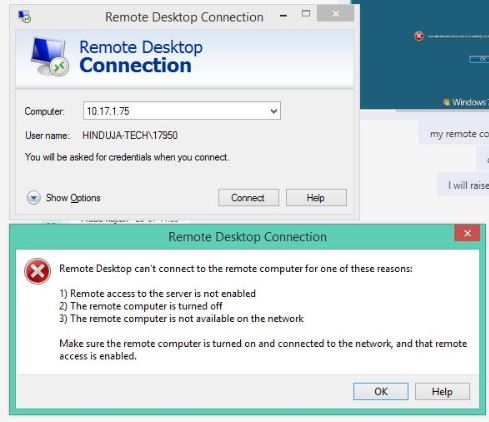 Remote Desktop Connection
Remote Desktop
Connection
Computer:
10.17.1.75
User name:
HINDUJA-TECH\17950
You will be asked for credentials when you connect.
Show Options
Connect
Help
Windows 7
my remote co
I will raise
Remote Desktop Connection
Remote Desktop can't connect to the remote computer for one of these reasons:
1) Remote access to the server is not enabled
2) The remote computer is turned off
3) The remote computer is not available on the network
Make sure the remote computer is turned on and connected to the network, and that remote
access is enabled.
OK
Help